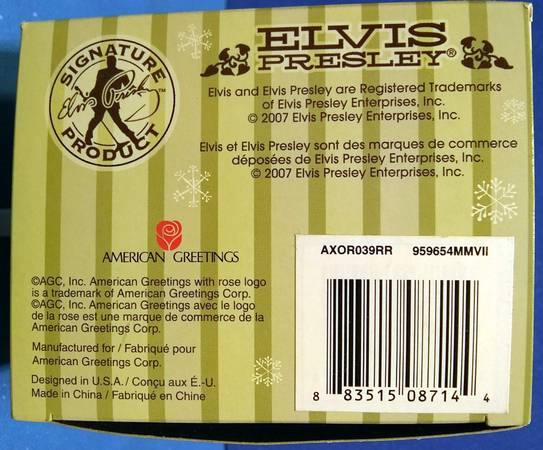 SIGNATURE
Elvis Presley™
PRODUCT
ELVIS
PRESLEY®
Elvis and Elvis Presley are Registered Trademarks
of Elvis Presley Enterprises, Inc.
© 2007 Elvis Presley Enterprises, Inc.
Elvis et Elvis Presley sont des marques de commerce
déposées de Elvis Presley Enterprises, Inc.
© 2007 Elvis Presley Enterprises, Inc.
AMERICAN GREETINGS
©AGC, Inc. American Greetings with rose logo
is a trademark of American Greetings Corp.
©AGC, Inc. American Greetings avec le logo
de la rose est une marque de commerce de la
American Greetings Corp.
Manufactured for / Fabriqué pour
American Greetings Corp.
Designed in U.S.A. / Conçu aux É.-U.
Made in China / Fabriqué en Chine
AXOR039RR 959654MMVII
8 83515 08714 4